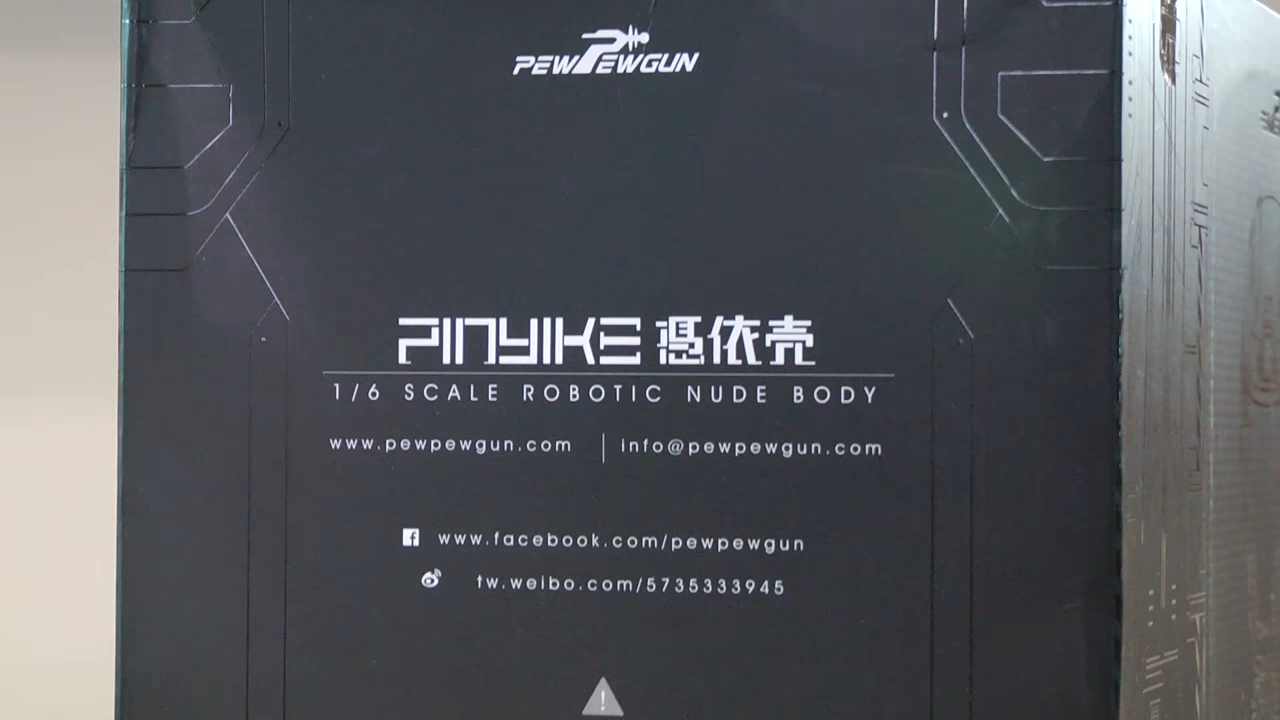 PEWPEWGUN
PINYIKE 憑依壳
1/6 SCALE ROBOTIC NUDE BODY
www.pewpewgun.com | info@pewpewgun.com
www.facebook.com/pewpewgun
tw.weibo.com/5735333945